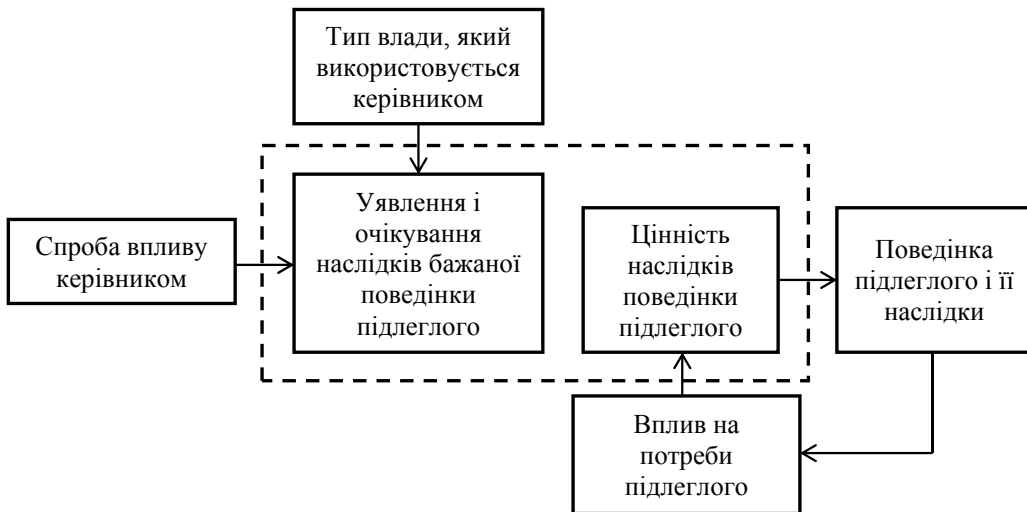 Тип влади, який
використовується
керівником
Спроба впливу
керівником
Уявлення і
очікування
наслідків бажаної
поведінки
підлеглого
Цінність
наслідків
поведінки
підлеглого
Поведінка
підлеглого і її
наслідки
Вплив на
потреби
підлеглого